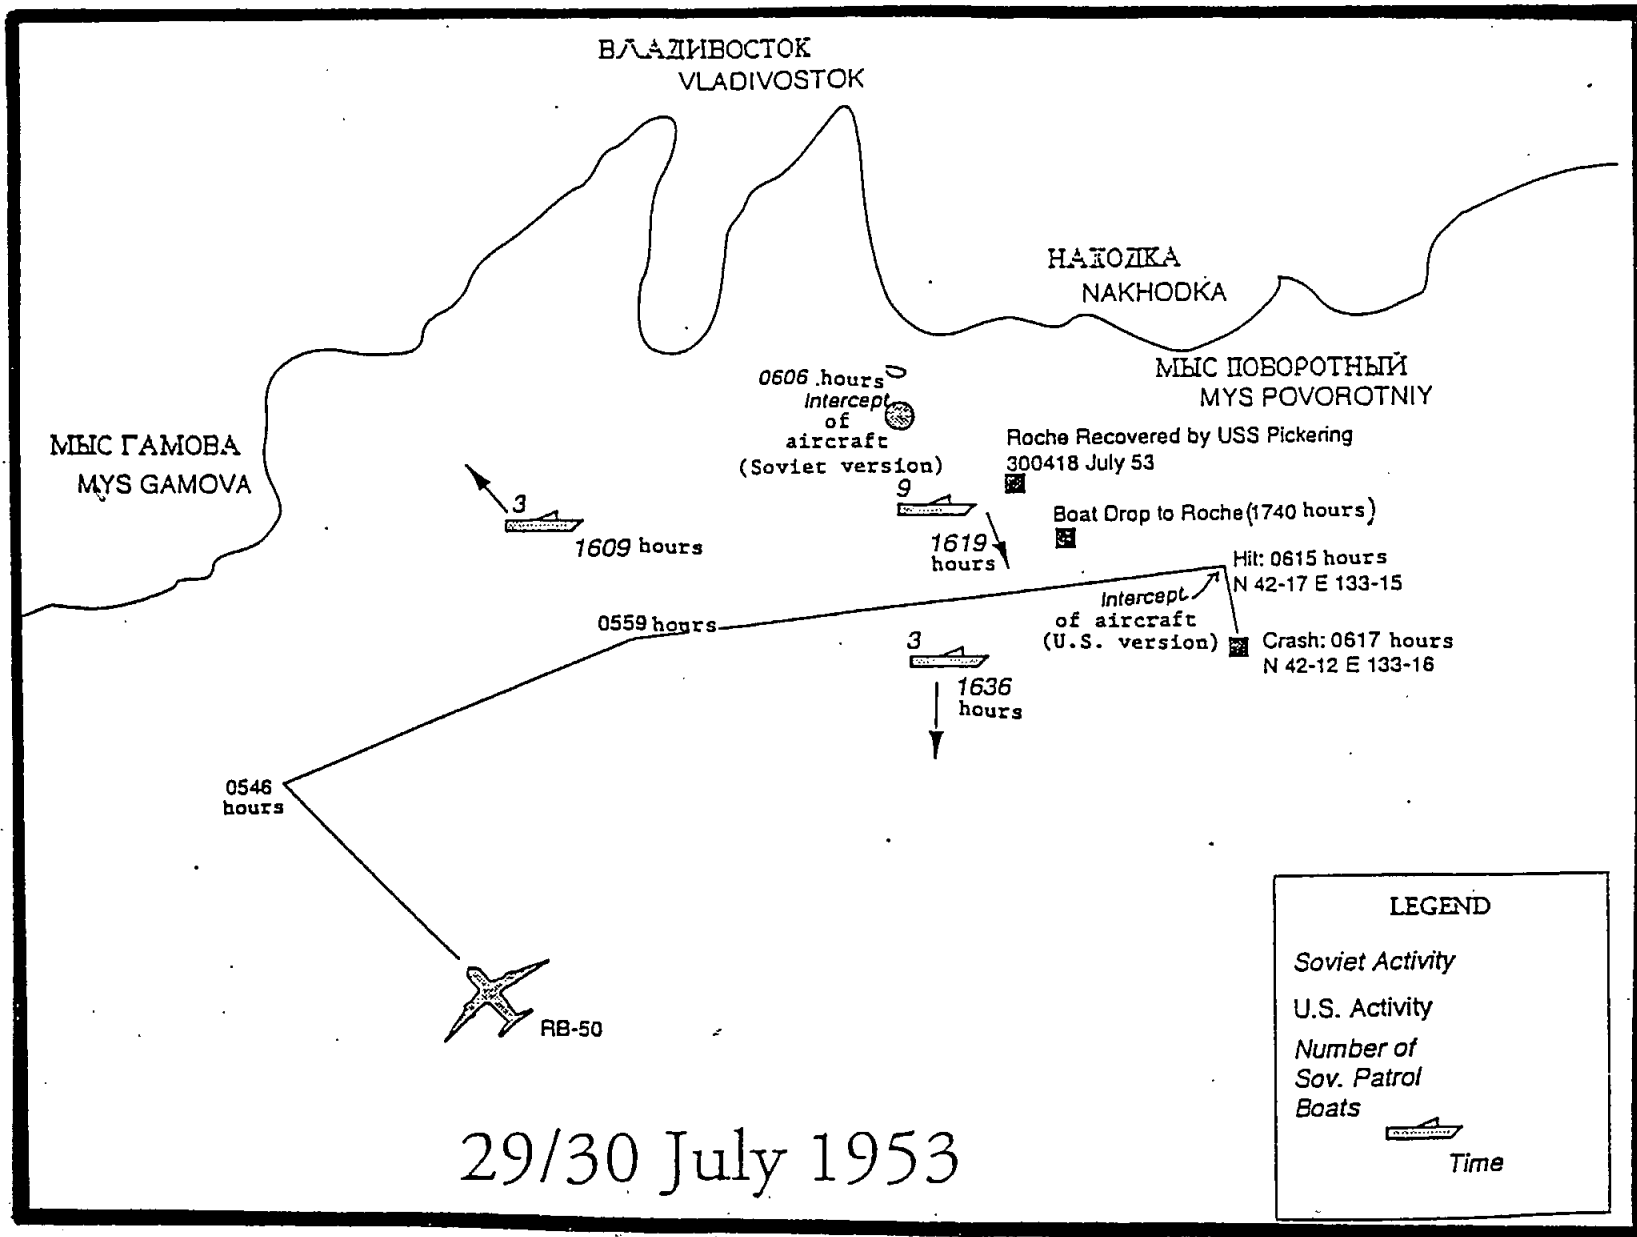 ВЛАДИВОСТОК
VLADIVOSTOK
НАХОДКА
NAKHODKA
МЫС ПОВОРОТНЫЙ
MYS POVOROTNIY
МЫС ГАМОВА
MYS GAMOVA
0606 .hours
Intercept
of
aircraft
(Soviet version)
Roche Recovered by USS Pickering
300418 July 53
Boat Drop to Roche (1740 hours)
3
1609 hours
9
1619
hours
Hit: 0615 hours
N 42-17 E 133-15
Intercept
of aircraft
(U.S. version)
0559 hours
3
1636
hours
Crash: 0617 hours
N 42-12 E 133-16
0546
hours
RB-50
LEGEND
Soviet Activity
U.S. Activity
Number of
Sov. Patrol
Boats
Time
29/30 July 1953